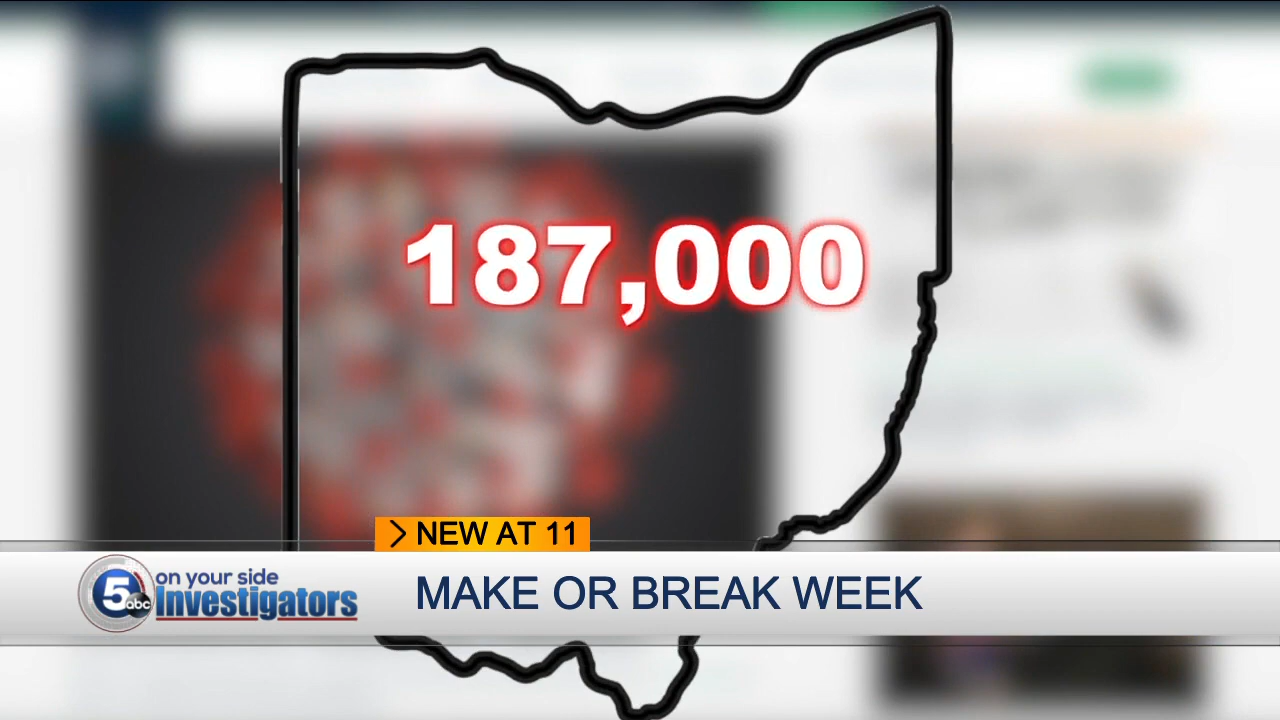 187,000
NEW AT 11
5
abc
on your side
Investigators
MAKE OR BREAK WEEK